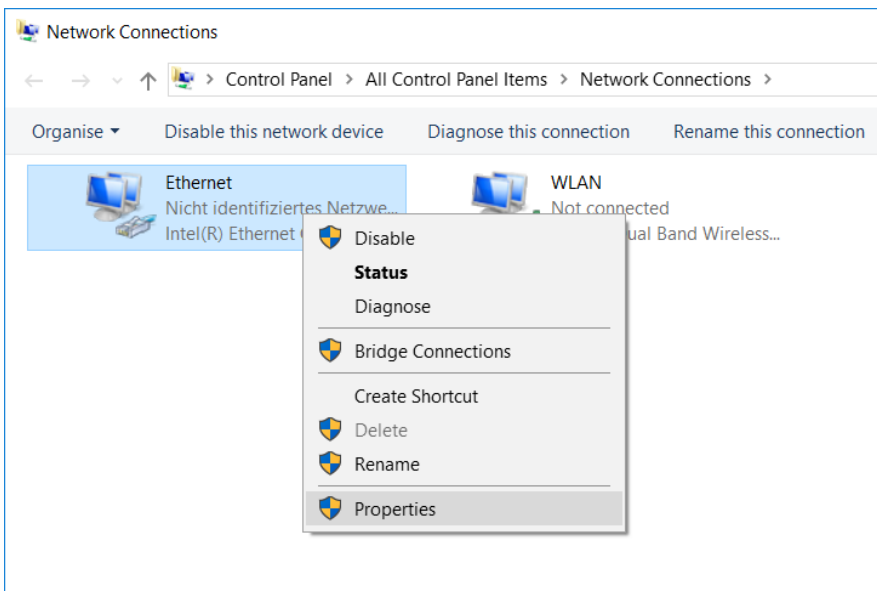 Network Connections
Control Panel > All Control Panel Items > Network Connections >
Organise Disable this network device Diagnose this connection Rename this connection
Ethernet
Nicht identifiziertes Netzwe...
Intel(R) Ethernet
WLAN
Not connected
Band Wireless...
Disable
Status
Diagnose
Bridge Connections
Create Shortcut
Delete
Rename
Properties